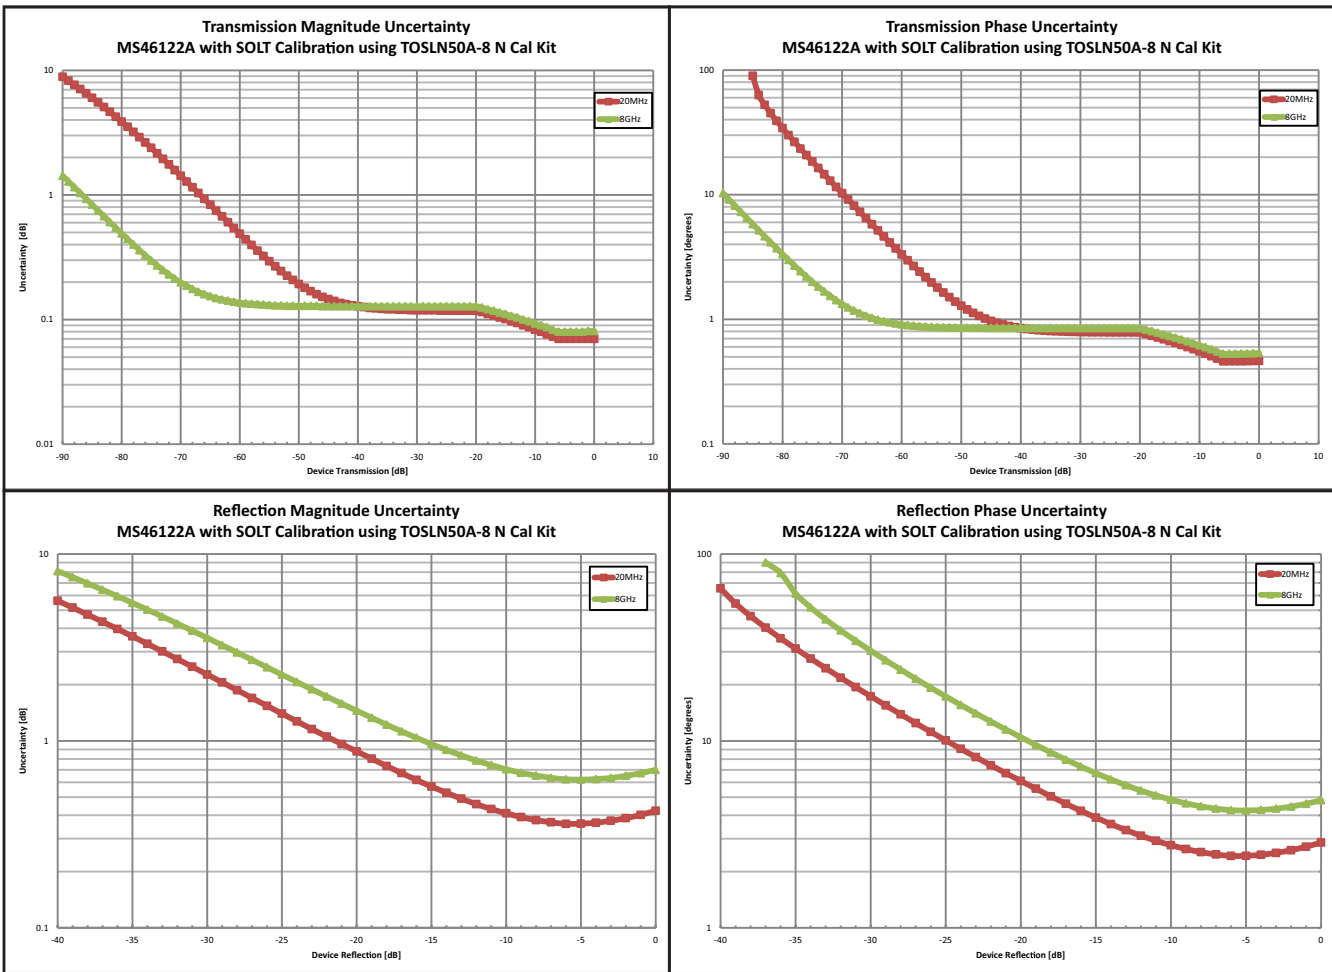 Transmission Magnitude Uncertainty
MS46122A with SOLT Calibration using TOSLN50A-8 N Cal Kit
10
1
0.1
0.01
Uncertainty [dB]
20MHz
8GHz
-90 -80 -70 -60 -50 -40 -30 -20 -10 0 10
Device Transmission [dB]
Transmission Phase Uncertainty
MS46122A with SOLT Calibration using TOSLN50A-8 N Cal Kit
100
10
1
0.1
Uncertainty [degrees]
20MHz
8GHz
-90 -80 -70 -60 -50 -40 -30 -20 -10 0 10
Device Transmission [dB]
Reflection Magnitude Uncertainty
MS46122A with SOLT Calibration using TOSLN50A-8 N Cal Kit
10
1
0.1
Uncertainty [dB]
20MHz
8GHz
-40 -35 -30 -25 -20 -15 -10 -5 0
Device Reflection [dB]
Reflection Phase Uncertainty
MS46122A with SOLT Calibration using TOSLN50A-8 N Cal Kit
100
10
1
Uncertainty [degrees]
20MHz
8GHz
-40 -35 -30 -25 -20 -15 -10 -5 0
Device Reflection [dB]